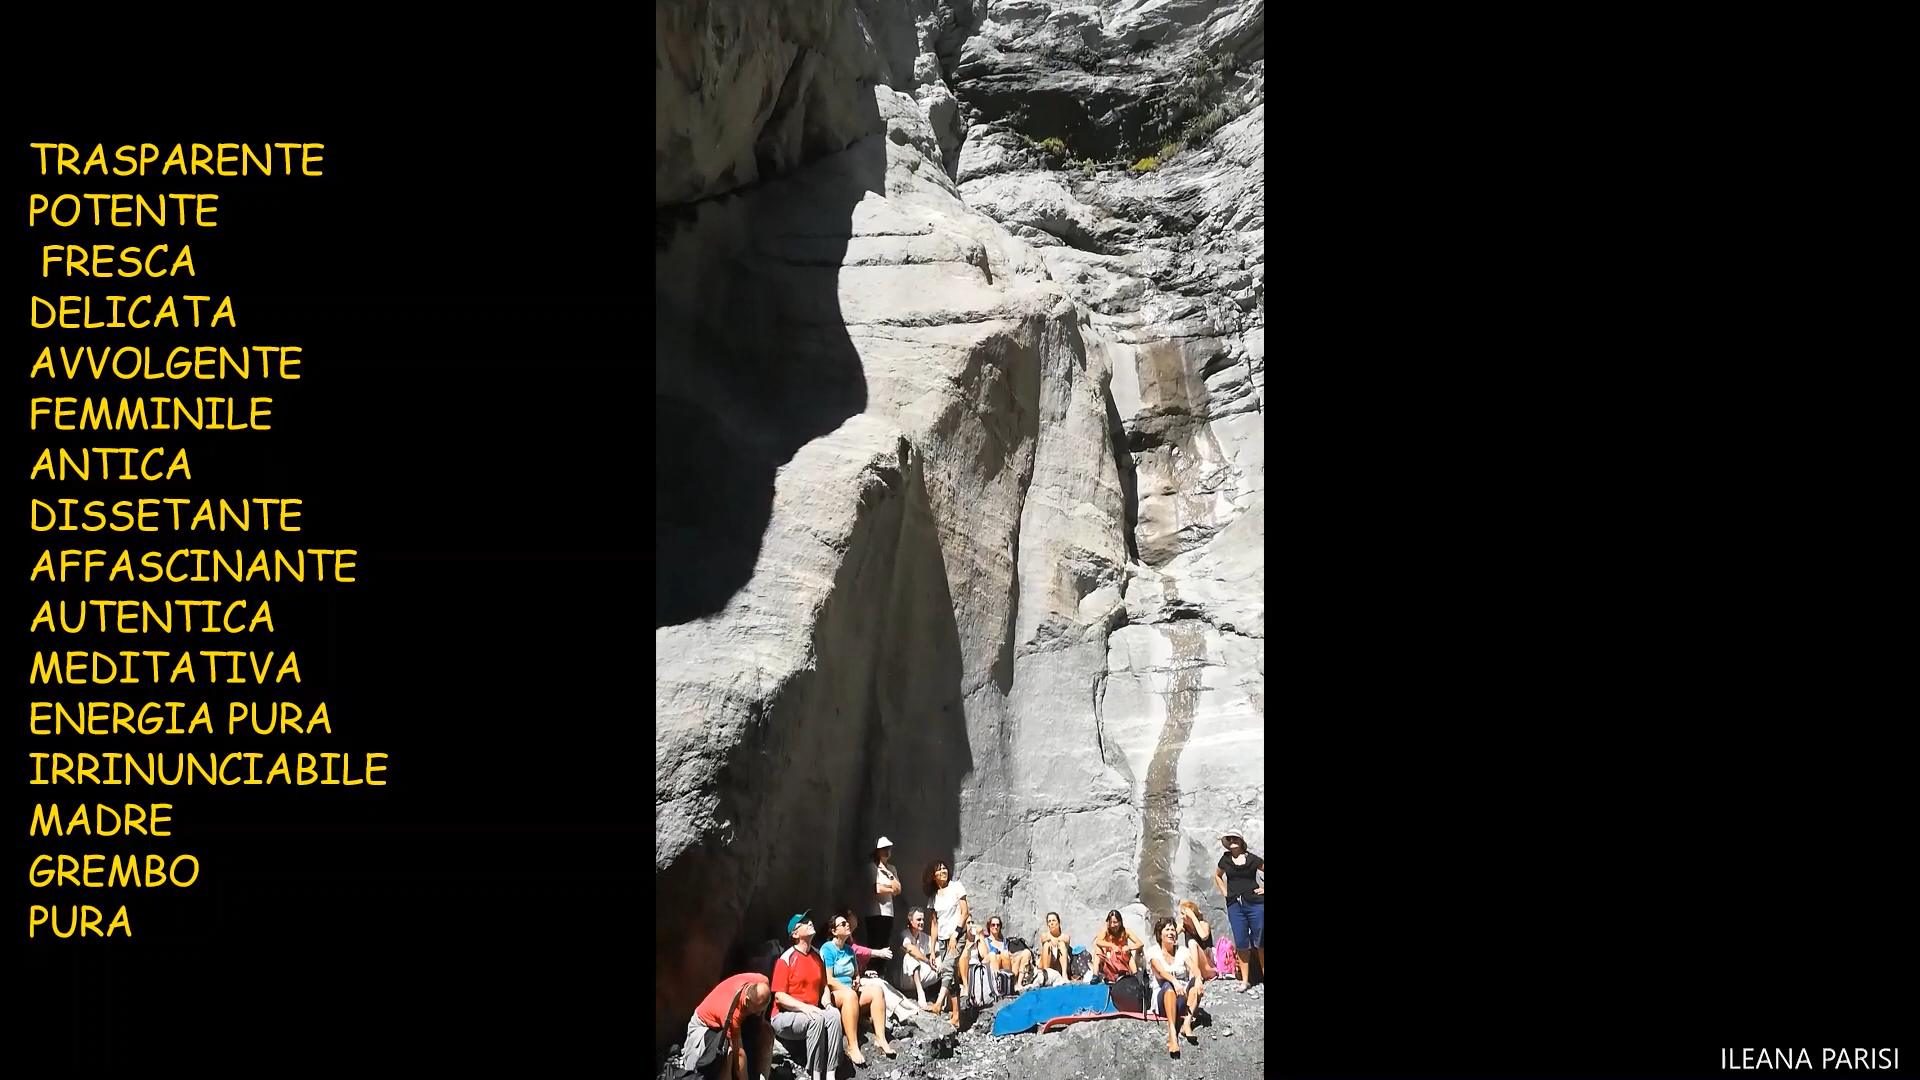 TRASPARENTE
POTENTE
FRESCA
DELICATA
AVVOLGENTE
FEMMINILE
ANTICA
DISSETANTE
AFFASCINANTE
AUTENTICA
MEDITATIVA
ENERGIA PURA
IRRINUNCIABILE
MADRE
GREMBO
PURA
ILEANA PARISI